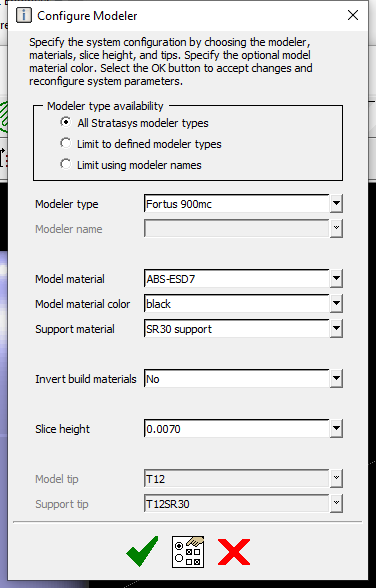 Configure Modeler
Specify the system configuration by choosing the modeler,
materials, slice height, and tips. Specify the optional model
material color. Select the OK button to accept changes and
reconfigure system parameters.
Modeler type availability
All Stratasys modeler types
Limit to defined modeler types
Limit using modeler names
Modeler type Fortus 900mc
Modeler name
Model material ABS-ESD7
Model material color black
Support material SR30 support
Invert build materials No
Slice height 0.0070
Model tip T12
Support tip T12SR30